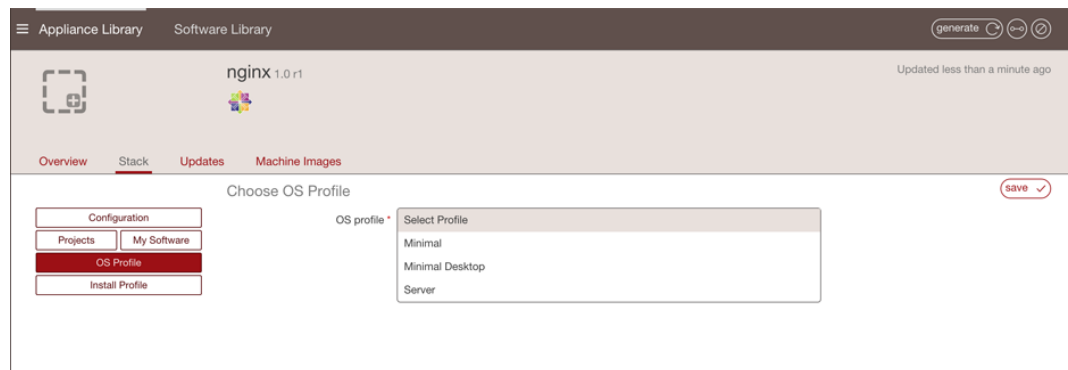 Appliance Library Software Library generate
nginx 1.0 r1 Updated less than a minute ago
Overview Stack Updates Machine Images
Choose OS Profile save
Configuration
Projects My Software
OS Profile
Install Profile
OS profile * Select Profile
Minimal
Minimal Desktop
Server